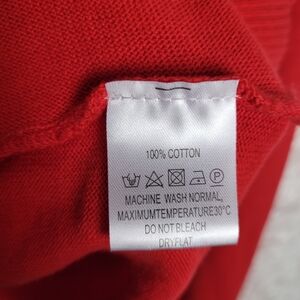 100% COTTON
MACHINE WASH NORMAL,
MAXIMUMTEMPERATURE30°C
DO NOT BLEACH
DRYFLAT